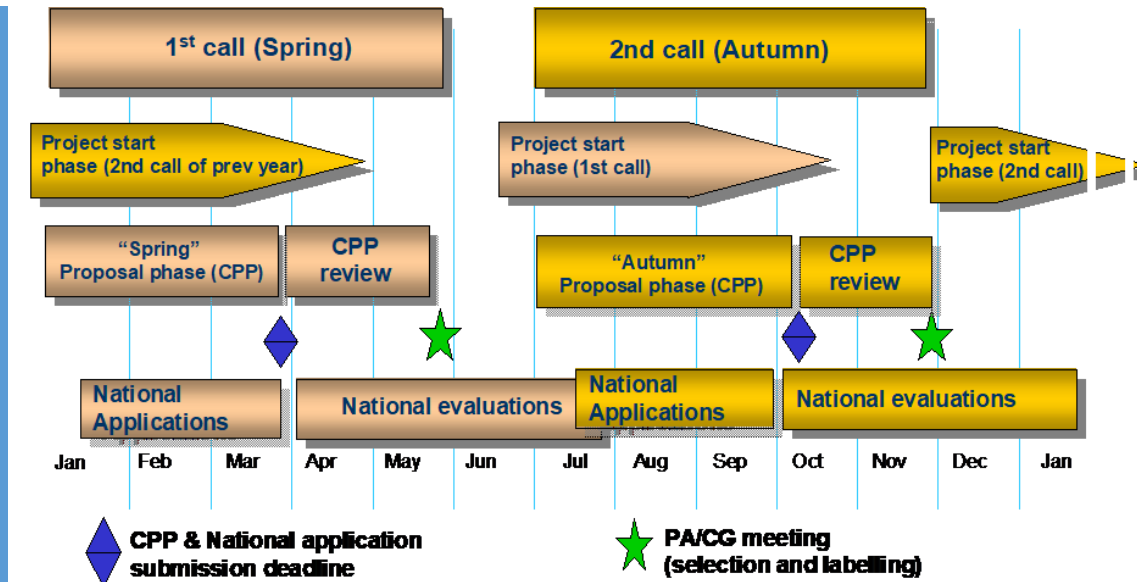 1st call (Spring)
2nd call (Autumn)
Project start
phase (2nd call of prev year)
Project start
phase (1st call)
Project start
phase (2nd call)
“Spring”
Proposal phase (CPP)
CPP
review
“Autumn”
Proposal phase (CPP)
CPP
review
National
Applications
National evaluations
National
Applications
National evaluations
Jan Feb Mar Apr May Jun Jul Aug Sep Oct Nov Dec Jan
CPP & National application
submission deadline
PA/CG meeting
(selection and labelling)